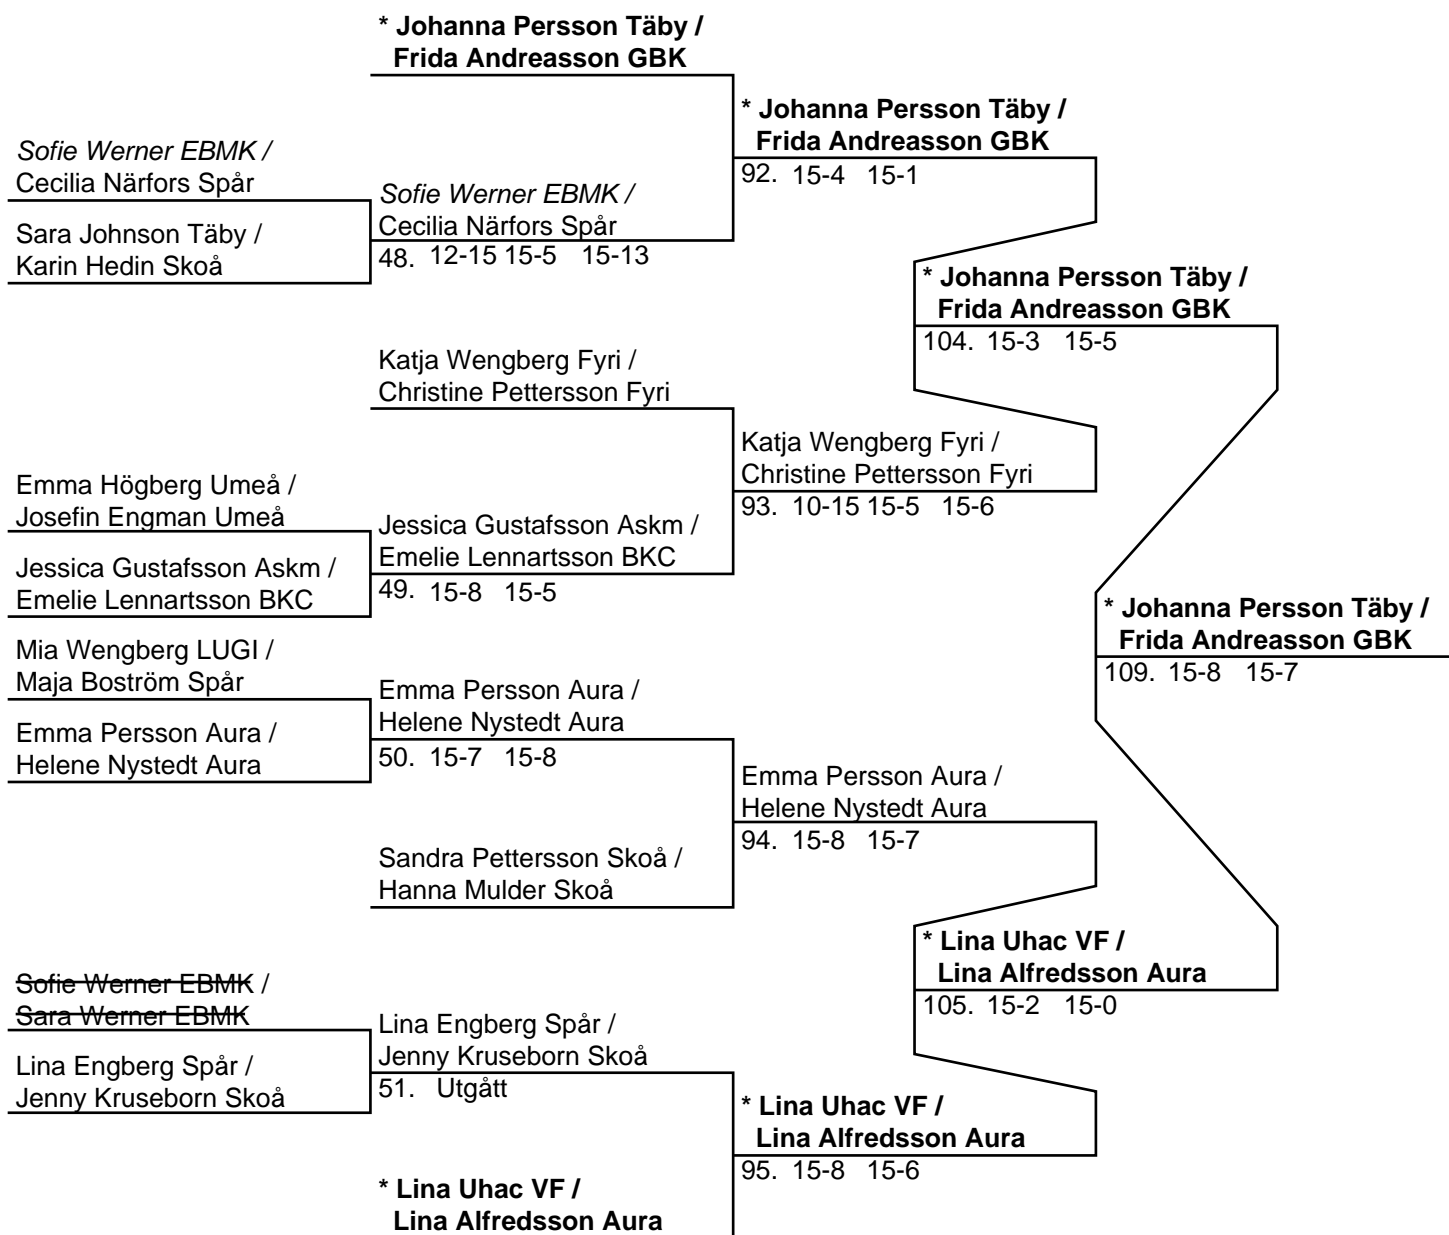 * Johanna Persson Täby /
Frida Andreasson GBK
* Johanna Persson Täby /
Frida Andreasson GBK
92. 15-4 15-1
Sofie Werner EBMK /
Cecilia Närfors Spår
Sofie Werner EBMK /
Cecilia Närfors Spår
48. 12-15 15-5 15-13
Sara Johnson Täby /
Karin Hedin Skoå
* Johanna Persson Täby /
Frida Andreasson GBK
104. 15-3 15-5
Katja Wengberg Fyri /
Christine Pettersson Fyri
Katja Wengberg Fyri /
Christine Pettersson Fyri
93. 10-15 15-5 15-6
Emma Högberg Umeå /
Josefin Engman Umeå
Jessica Gustafsson Askm /
Emelie Lennartsson BKC
49. 15-8 15-5
Jessica Gustafsson Askm /
Emelie Lennartsson BKC
* Johanna Persson Täby /
Frida Andreasson GBK
109. 15-8 15-7
Mia Wengberg LUGI /
Maja Boström Spår
Emma Persson Aura /
Helene Nystedt Aura
50. 15-7 15-8
Emma Persson Aura /
Helene Nystedt Aura
Emma Persson Aura /
Helene Nystedt Aura
94. 15-8 15-7
Sandra Pettersson Skoå /
Hanna Mulder Skoå
* Lina Uhac VF /
Lina Alfredsson Aura
105. 15-2 15-0
Sofie Werner EBMK /
Sara Werner EBMK
Lina Engberg Spår /
Jenny Kruseborn Skoå
51. Utgått
Lina Engberg Spår /
Jenny Kruseborn Skoå
* Lina Uhac VF /
Lina Alfredsson Aura
95. 15-8 15-6
* Lina Uhac VF /
Lina Alfredsson Aura